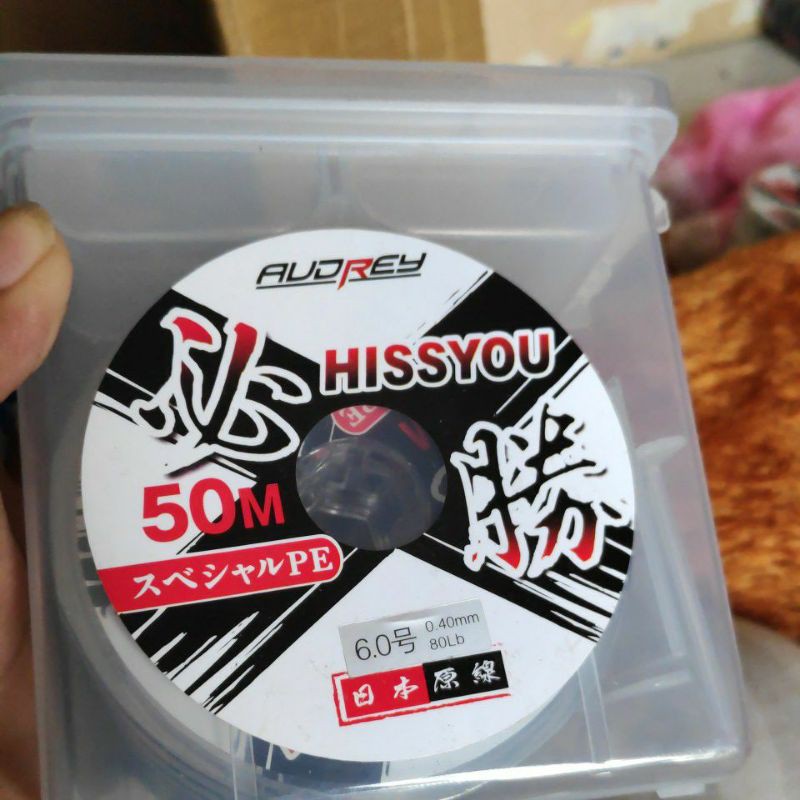 AUDREY
必
HISSYOU
勝
50M
スペシャルPE
6.0号
0.40mm
80Lb
日本原線